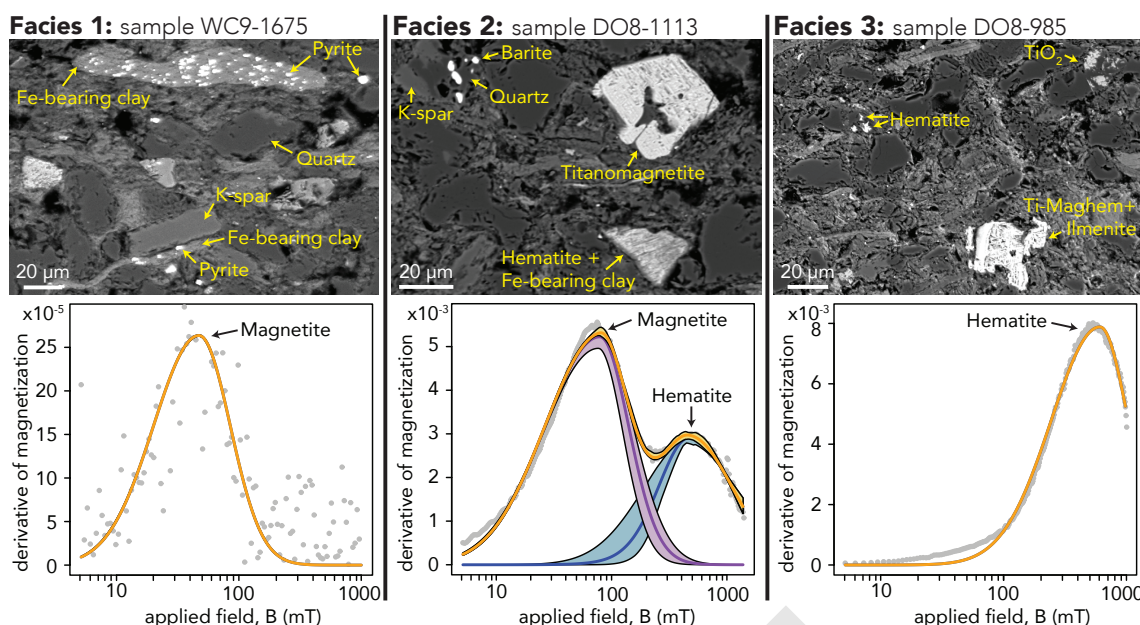 Facies 1: sample WC9-1675
Pyrite
Fe-bearing clay
Quartz
K-spar
Fe-bearing clay
Pyrite
20 µm
Facies 2: sample DO8-1113
Barite
Quartz
K-spar
Titanomagnetite
Hematite +
Fe-bearing clay
20 µm
Facies 3: sample DO8-985
TiO₂
Hematite
Ti-Maghem+
Ilmenite
20 µm
x10⁻⁵
derivative of magnetization
25
20
15
10
5
0
Magnetite
10
100
1000
applied field, B (mT)
x10⁻³
derivative of magnetization
5
4
3
2
1
0
Magnetite
Hematite
10
100
1000
applied field, B (mT)
x10⁻³
derivative of magnetization
8
6
4
2
0
Hematite
10
100
1000
applied field, B (mT)